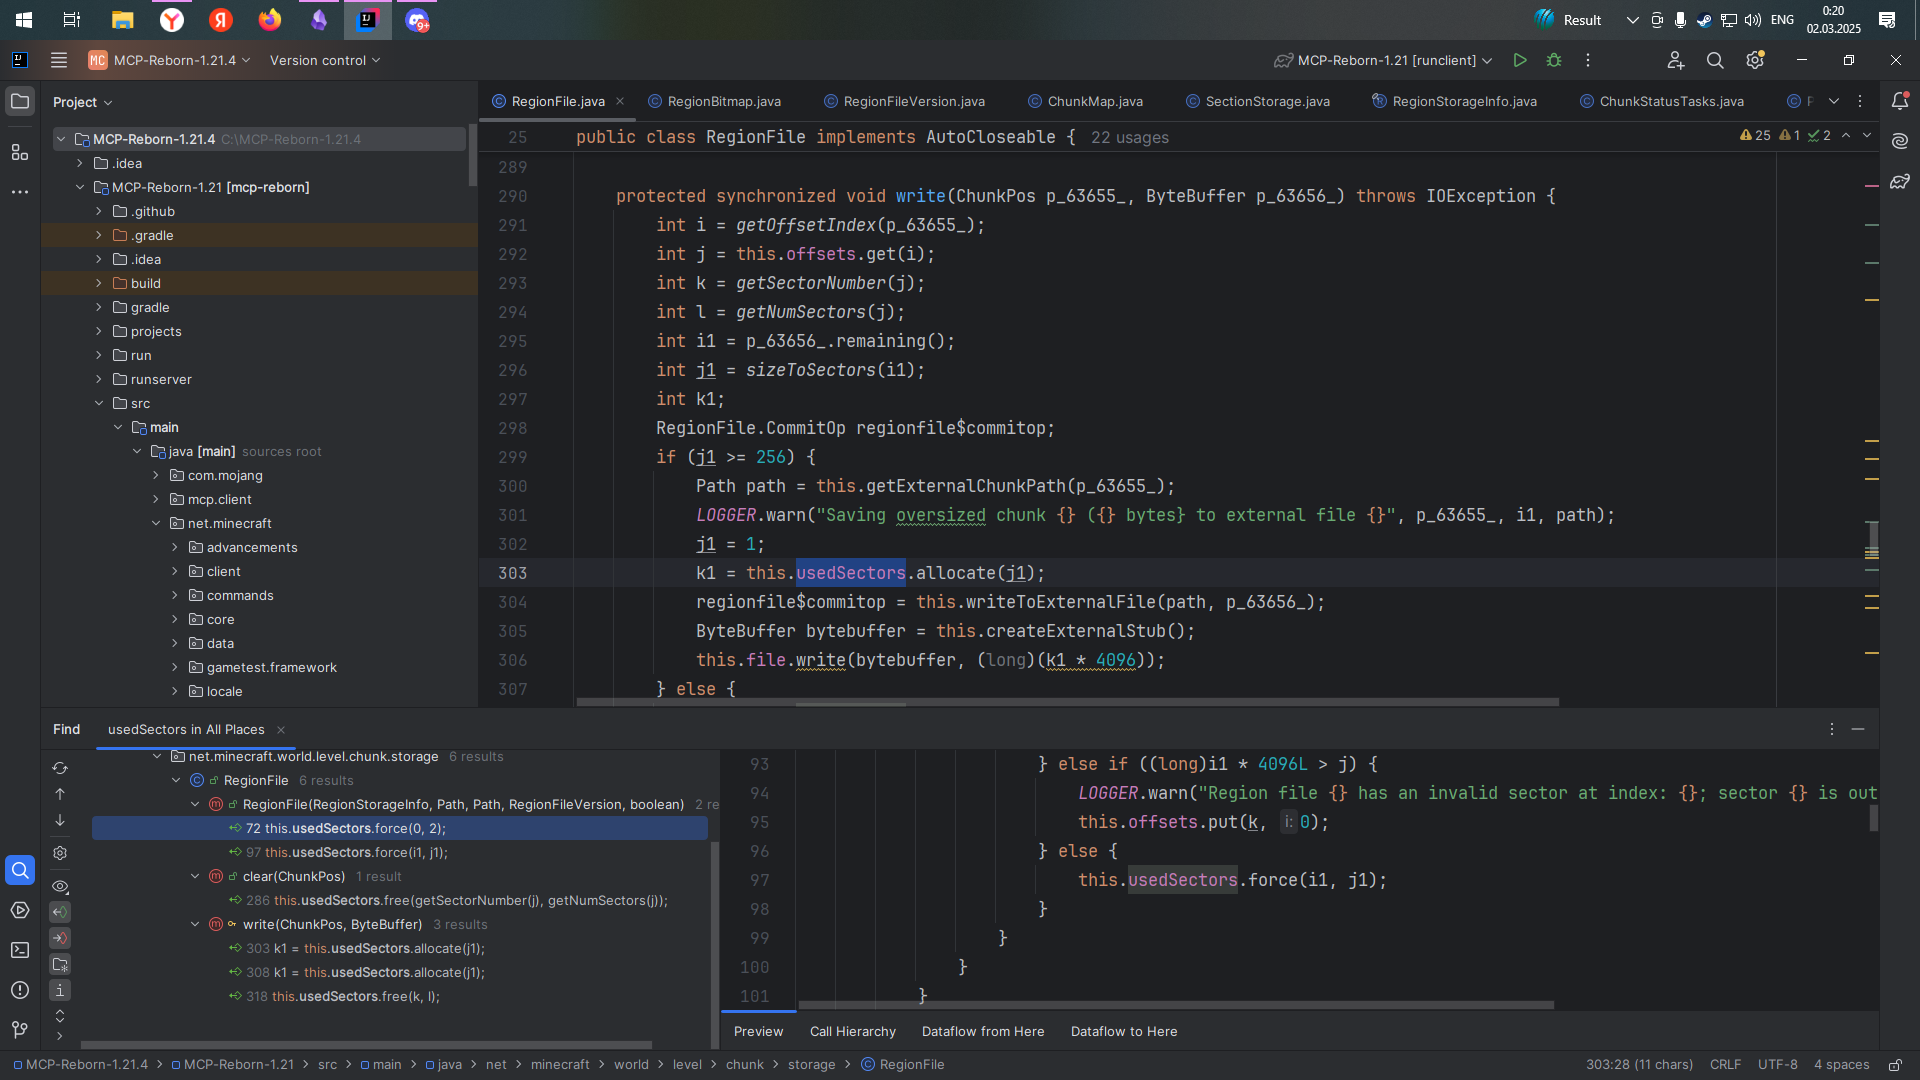 Result
ENG
0:20
02.03.2025
9+
MC MCP-Reborn-1.21.4
Version control
MCP-Reborn-1.21 [runclient]
Project
MCP-Reborn-1.21.4 C:\MCP-Reborn-1.21.4
.idea
MCP-Reborn-1.21 [mcp-reborn]
.github
.gradle
.idea
build
gradle
projects
run
runserver
src
main
java [main] sources root
com.mojang
mcp.client
net.minecraft
advancements
client
commands
core
data
gametest.framework
locale
RegionFile.java
RegionBitmap.java
RegionFileVersion.java
ChunkMap.java
SectionStorage.java
RegionStorageInfo.java
ChunkStatusTasks.java
25 public class RegionFile implements AutoCloseable { 22 usages
25 1 2
289
290 protected synchronized void write(ChunkPos p_63655_, ByteBuffer p_63656_) throws IOException {
291 int i = getOffsetIndex(p_63655_);
292 int j = this.offsets.get(i);
293 int k = getSectorNumber(j);
294 int l = getNumSectors(j);
295 int i1 = p_63656_.remaining();
296 int j1 = sizeToSectors(i1);
297 int k1;
298 RegionFile.CommitOp regionfile$commitop;
299 if (j1 >= 256) {
300 Path path = this.getExternalChunkPath(p_63655_);
301 LOGGER.warn("Saving oversized chunk {} ({} bytes} to external file {}", p_63655_, i1, path);
302 j1 = 1;
303 k1 = this.usedSectors.allocate(j1);
304 regionfile$commitop = this.writeToExternalFile(path, p_63656_);
305 ByteBuffer bytebuffer = this.createExternalStub();
306 this.file.write(bytebuffer, (long)(k1 * 4096));
307 } else {
Find
usedSectors in All Places
net.minecraft.world.level.chunk.storage 6 results
RegionFile 6 results
RegionFile(RegionStorageInfo, Path, Path, RegionFileVersion, boolean) 2 re
72 this.usedSectors.force(0, 2);
97 this.usedSectors.force(i1, j1);
clear(ChunkPos) 1 result
286 this.usedSectors.free(getSectorNumber(j), getNumSectors(j));
write(ChunkPos, ByteBuffer) 3 results
303 k1 = this.usedSectors.allocate(j1);
308 k1 = this.usedSectors.allocate(j1);
318 this.usedSectors.free(k, l);
93 } else if ((long)i1 * 4096L > j) {
94 LOGGER.warn("Region file {} has an invalid sector at index: {}; sector {} is out
95 this.offsets.put(k, i: 0);
96 } else {
97 this.usedSectors.force(i1, j1);
98 }
99 }
100 }
101 }
Preview
Call Hierarchy
Dataflow from Here
Dataflow to Here
MCP-Reborn-1.21.4 > MCP-Reborn-1.21 > src > main > java > net > minecraft > world > level > chunk > storage > RegionFile
303:28 (11 chars)
CRLF
UTF-8
4 spaces